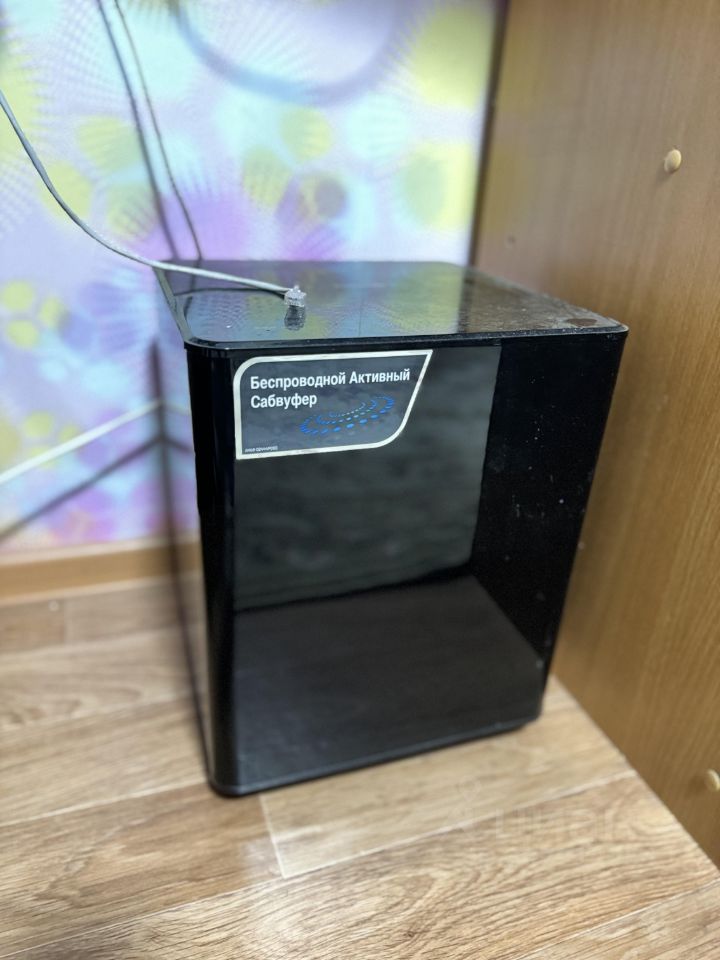 Беспроводной Активный
Сабвуфер